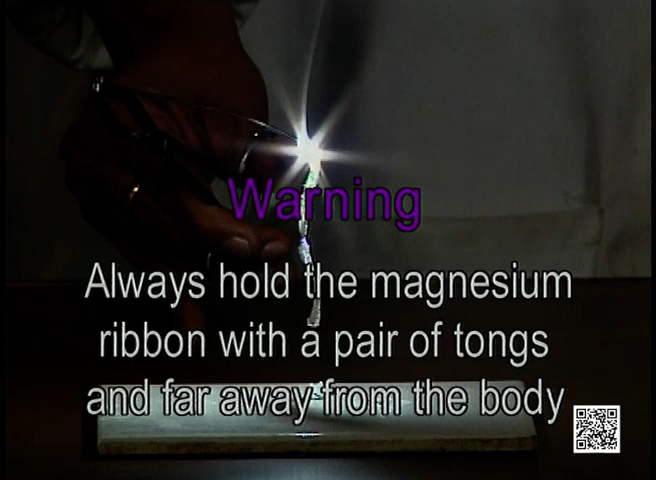 Warning
Always hold the magnesium
ribbon with a pair of tongs
and far away from the body